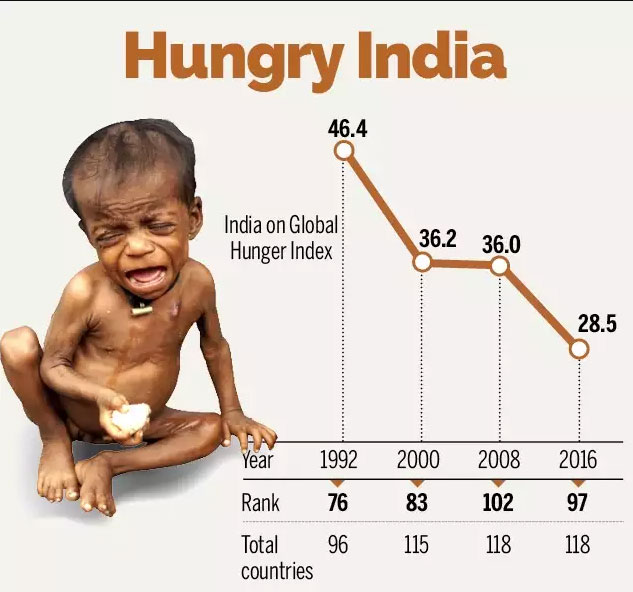 Hungry India
46.4
India on Global
Hunger Index
36.2 36.0
28.5
Year 1992 2000 2008 2016
Rank 76 83 102 97
Total 96 115 118 118
countries